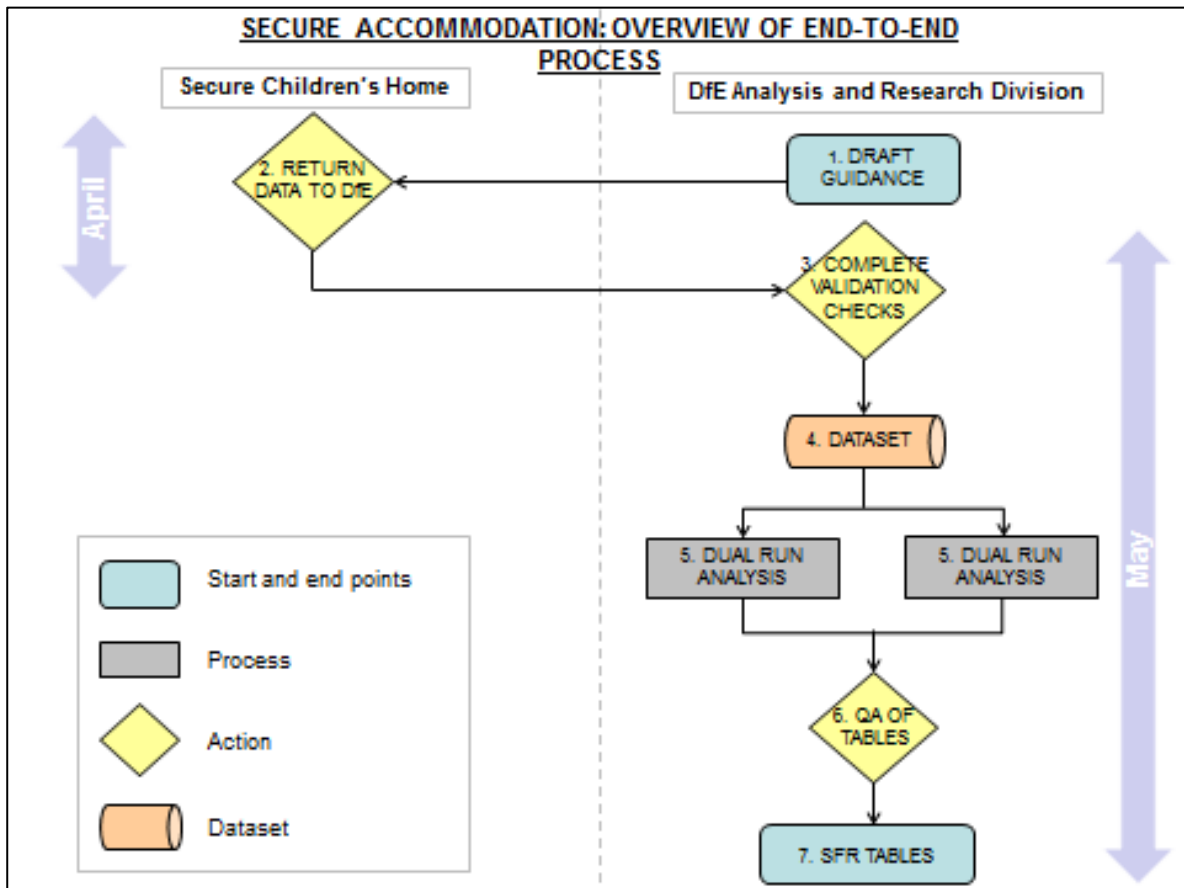 SECURE ACCOMMODATION: OVERVIEW OF END-TO-END
PROCESS
Secure Children's Home
DfE Analysis and Research Division
April
2. RETURN
DATA TO DfE
1. DRAFT
GUIDANCE
3. COMPLETE
VALIDATION
CHECKS
4. DATASET
5. DUAL RUN
ANALYSIS
5. DUAL RUN
ANALYSIS
May
6. QA OF
TABLES
7. SFR TABLES
Start and end points
Process
Action
Dataset